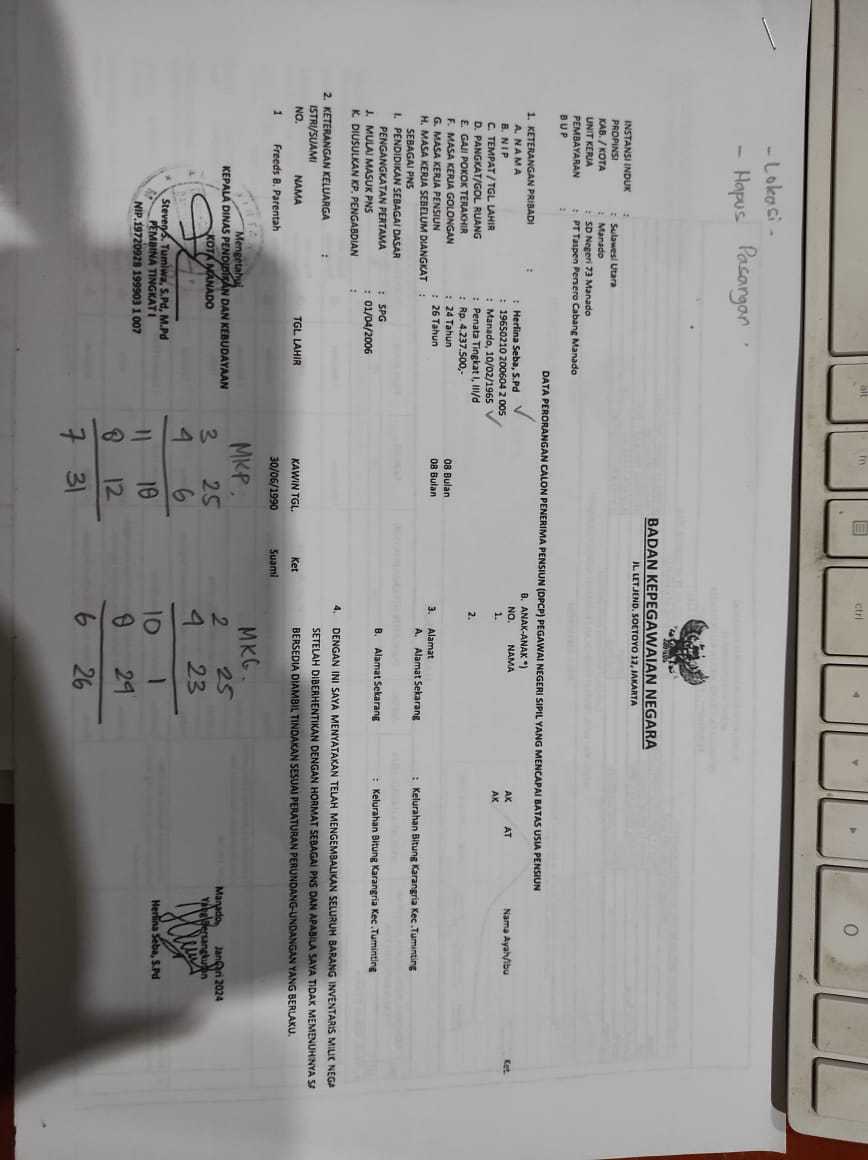 - Lokasi -
- Hapus Pasangan.
BADAN KEPEGAWAIAN NEGARA
JL. LETJEND. SOETOYO 12, JAKARTA
INSTANSI INDUK :
PROPINSI : Sulawesi Utara
KAB. / KOTA : Manado
UNIT KERJA : SD Negeri 73 Manado
PEMBAYARAN : PT Taspen Persero Cabang Manado
B U P :
DATA PERORANGAN CALON PENERIMA PENSIUN (DPCP) PEGAWAI NEGERI SIPIL YANG MENCAPAI BATAS USIA PENSIUN
1. KETERANGAN PRIBADI :
A. N A M A : Herlina Seba, S.Pd
B. N I P : 19650210 200604 2 005
C. TEMPAT / TGL LAHIR : Manado, 10/02/1965
D. PANGKAT/GOL. RUANG : Penata Tingkat I, III/d
E. GAJI POKOK TERAKHIR : Rp. 4.237.500,-
F. MASA KERJA GOLONGAN : 24 Tahun 08 Bulan
G. MASA KERJA PENSIUN : 26 Tahun 08 Bulan
H. MASA KERJA SEBELUM DIANGKAT :
SEBAGAI PNS
I. PENDIDIKAN SEBAGAI DASAR
PENGANGKATAN PERTAMA : SPG
J. MULAI MASUK PNS : 01/04/2006
K. DIUSULKAN KP. PENGABDIAN :
2. KETERANGAN KELUARGA :
ISTRI/SUAMI
NO. NAMA TGL. LAHIR KAWIN TGL. Ket
1 Freeds B. Parentah 30/06/1990 Suami
B. ANAK-ANAK *)
NO. NAMA AK AT Nama Ayah/Ibu Ket.
1. AK
2.
3. Alamat
A. Alamat Sekarang : Kelurahan Bitung Karangria Kec .Tuminting
B. Alamat Sekarang : Kelurahan Bitung Karangria Kec .Tuminting
4. DENGAN INI SAYA MENYATAKAN TELAH MENGEMBALIKAN SELURUH BARANG INVENTARIS MILIK NEGA
SETELAH DIBERHENTIKAN DENGAN HORMAT SEBAGAI PNS DAN APABILA SAYA TIDAK MEMENUHINYA SA
BERSEDIA DIAMBIL TINDAKAN SESUAI PERATURAN PERUNDANG-UNDANGAN YANG BERLAKU.
Mengetahui
KEPALA DINAS PENDIDIKAN DAN KEBUDAYAAN
KOTA MANADO
Steven A. Tumiwa, S.Pd, M.Pd
PEMBINA TINGKAT I
NIP.19720928 199903 1 007
MKP.
3 25
4 6
11 18
8 12
7 31
MKG.
2 25
4 23
10 1
8 29
6 26
Manado, Januari 2024
Yang Bersangkutan
Herlina Seba, S.Pd
alt
fn
ctrl